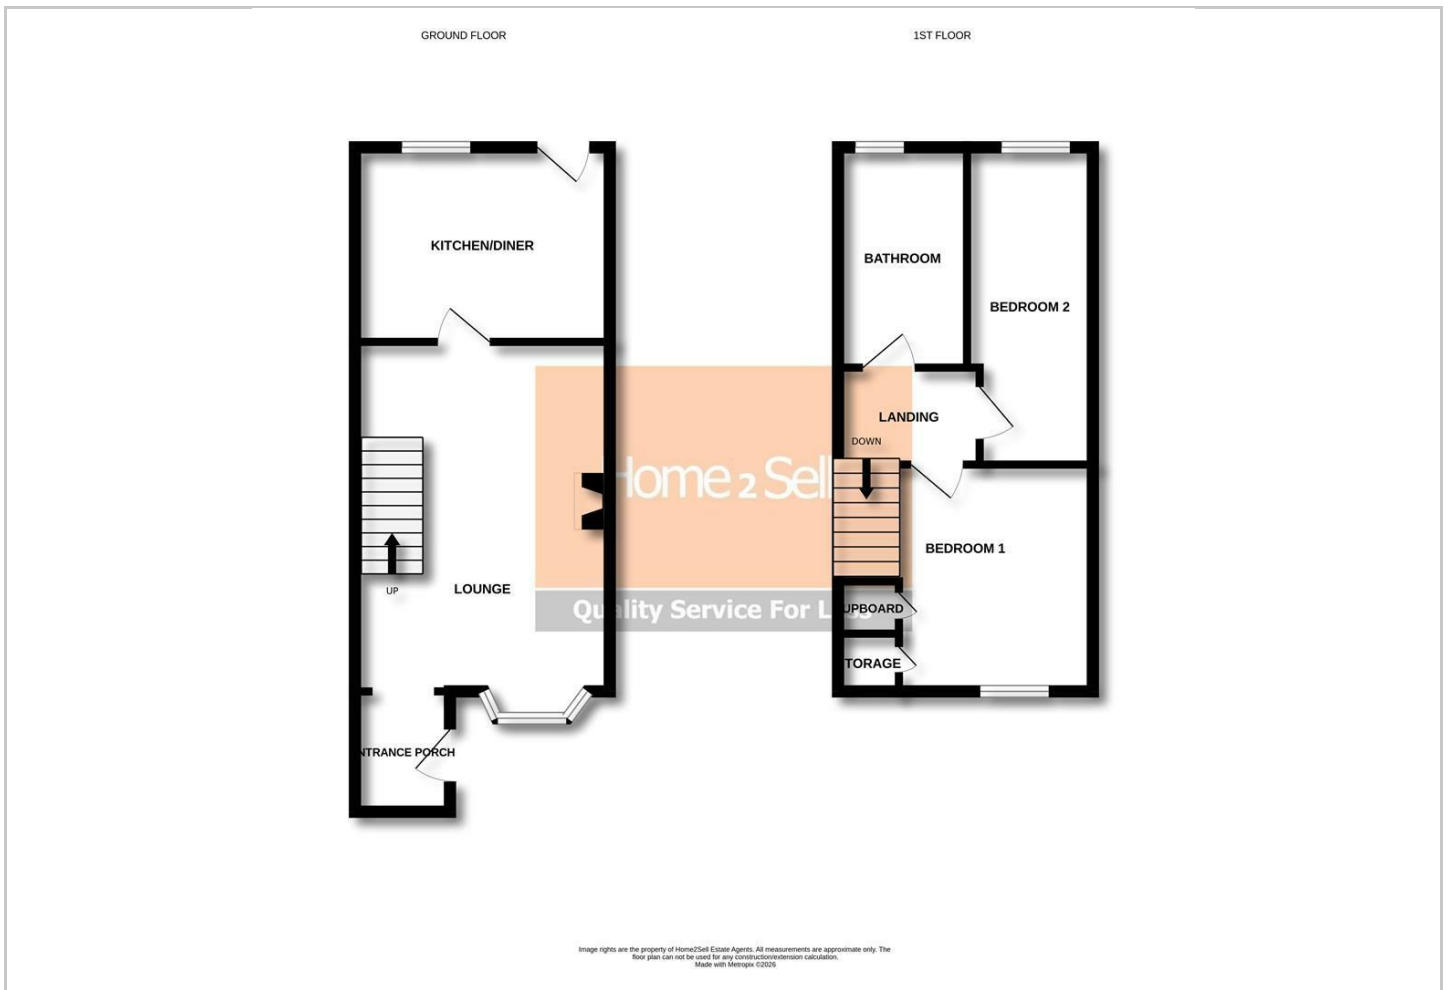 GROUND FLOOR
1ST FLOOR
KITCHEN/DINER
BATHROOM
BEDROOM 2
LANDING
DOWN
Home 2 Sell
BEDROOM 1
UP
LOUNGE
Quality Service For Less
UPBOARD
TORAGE
NTRANCE PORCH
Image rights are the property of Home2Sell Estate Agents. All measurements are approximate only. The
floor plan can not be used for any construction/extension calculation.
Made with Metropix ©2026